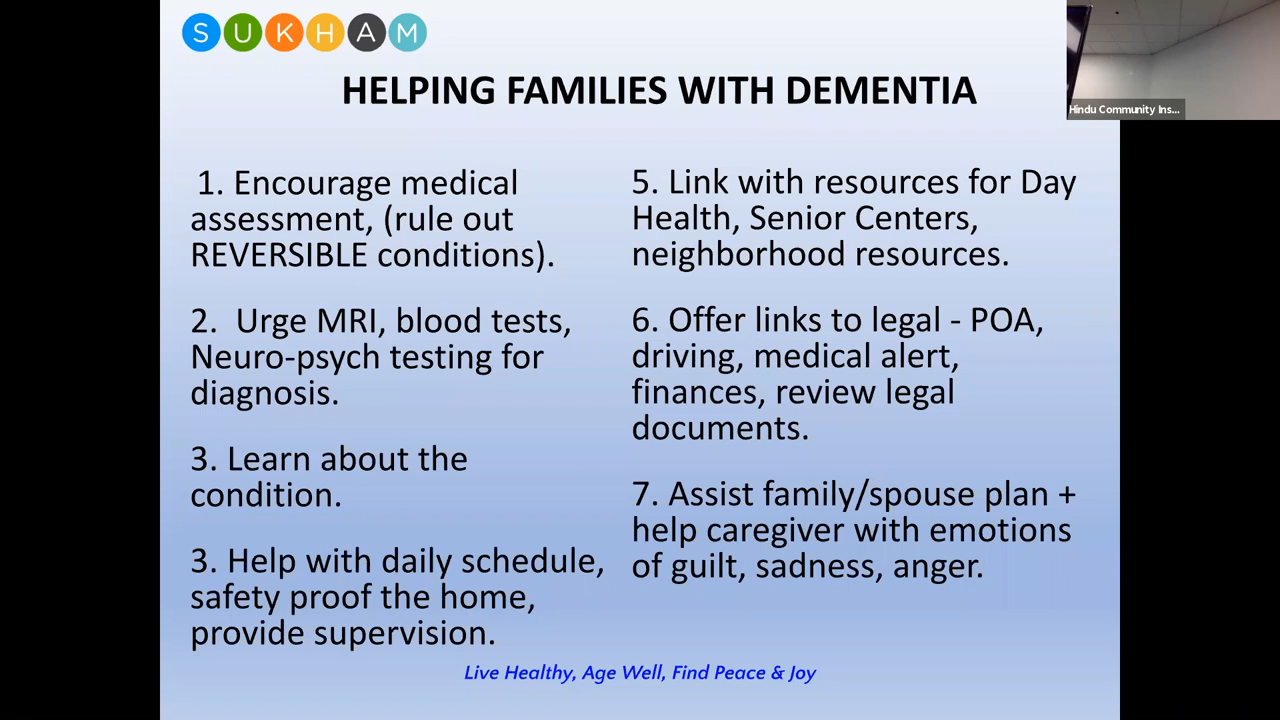 SUKHAM
HELPING FAMILIES WITH DEMENTIA
1. Encourage medical
assessment, (rule out
REVERSIBLE conditions).
2. Urge MRI, blood tests,
Neuro-psych testing for
diagnosis.
3. Learn about the
condition.
3. Help with daily schedule,
safety proof the home,
provide supervision.
5. Link with resources for Day
Health, Senior Centers,
neighborhood resources.
6. Offer links to legal - POA,
driving, medical alert,
finances, review legal
documents.
7. Assist family/spouse plan +
help caregiver with emotions
of guilt, sadness, anger.
Live Healthy, Age Well, Find Peace & Joy
Hindu Community Ins...